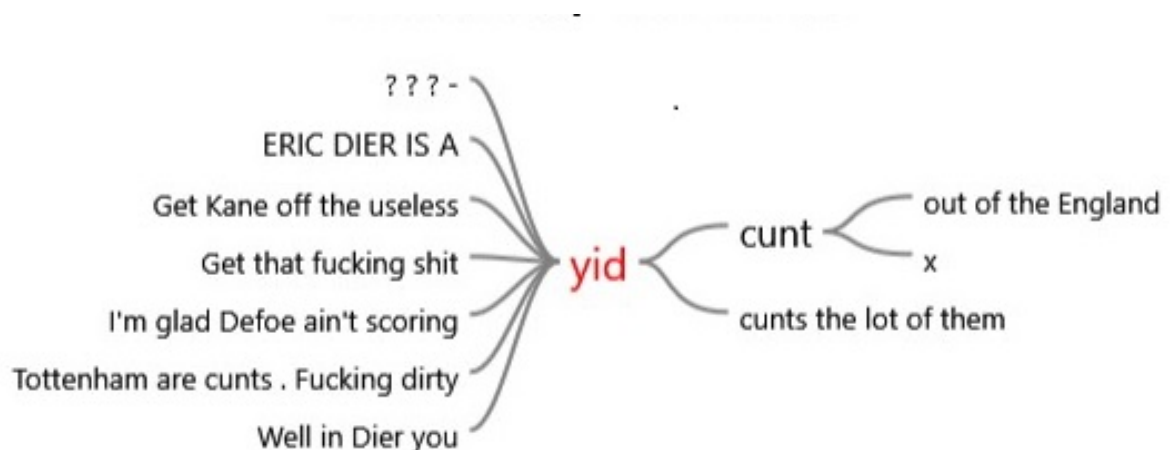 ? ? ? -
ERIC DIER IS A
Get Kane off the useless
Get that fucking shit
I'm glad Defoe ain't scoring
Tottenham are cunts . Fucking dirty
Well in Dier you
yid
cunt
out of the England
x
cunts the lot of them